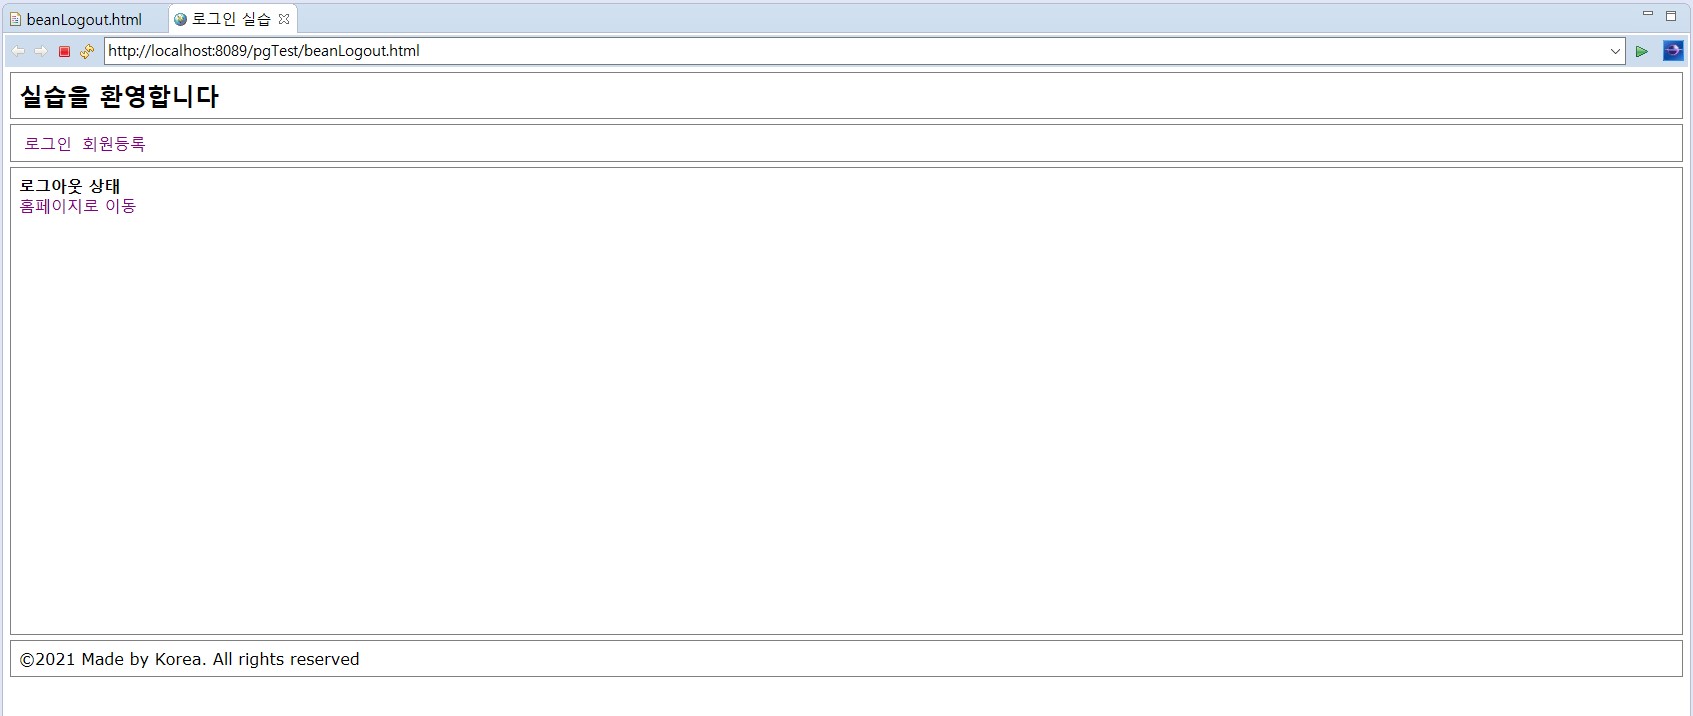 beanLogout.html 로그인 실습
http://localhost:8089/pgTest/beanLogout.html
실습을 환영합니다
로그인 회원등록
로그아웃 상태
홈페이지로 이동
©2021 Made by Korea. All rights reserved